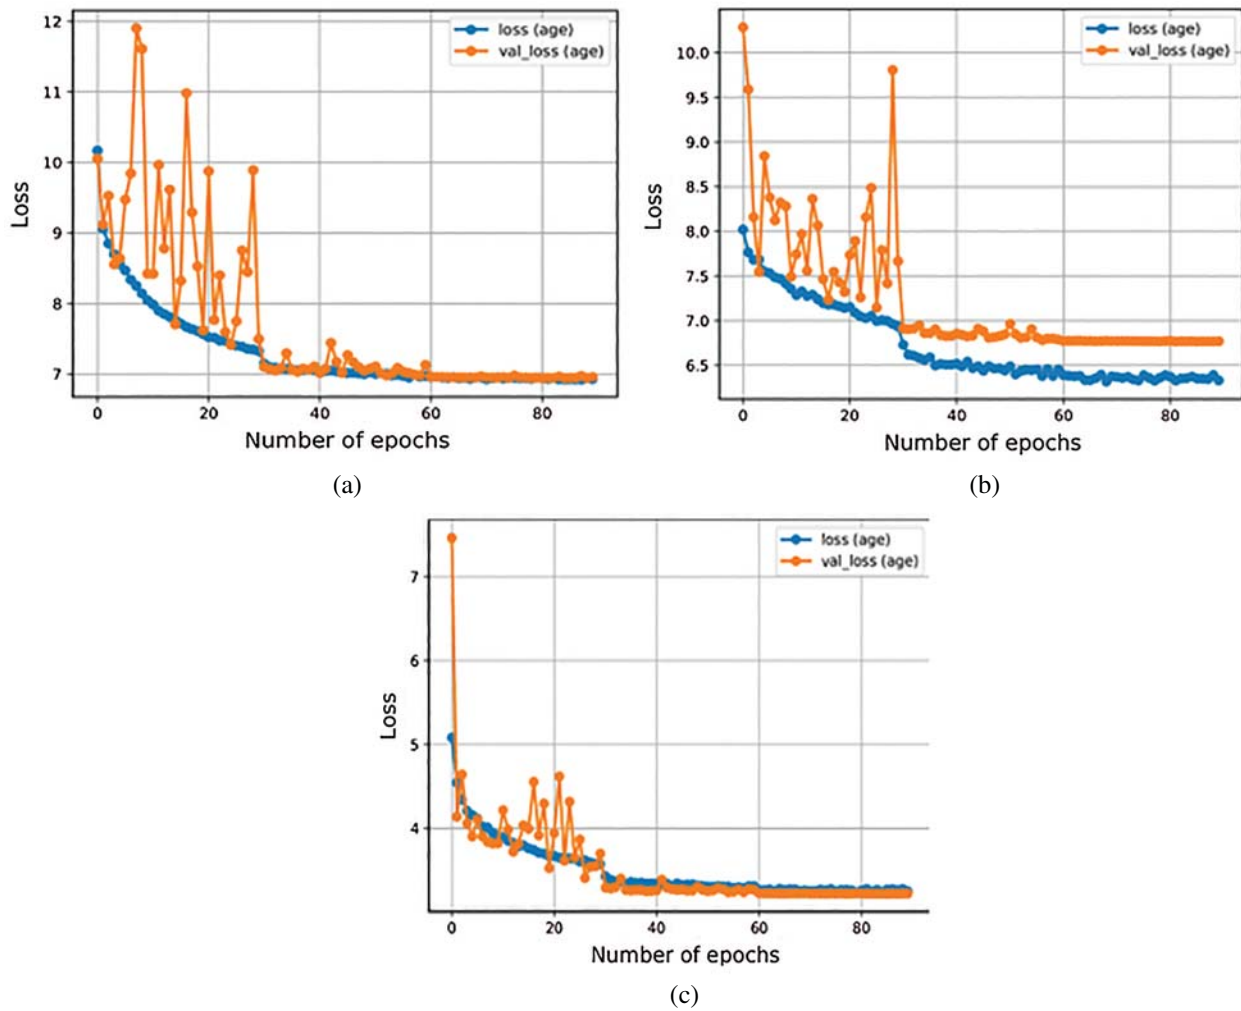 12
11
10
9
8
7
Loss
loss (age)
val_loss (age)
0 20 40 60 80
Number of epochs
(a)
10.0
9.5
9.0
8.5
8.0
7.5
7.0
6.5
Loss
loss (age)
val_loss (age)
0 20 40 60 80
Number of epochs
(b)
7
6
5
4
Loss
loss (age)
val_loss (age)
0 20 40 60 80
Number of epochs
(c)